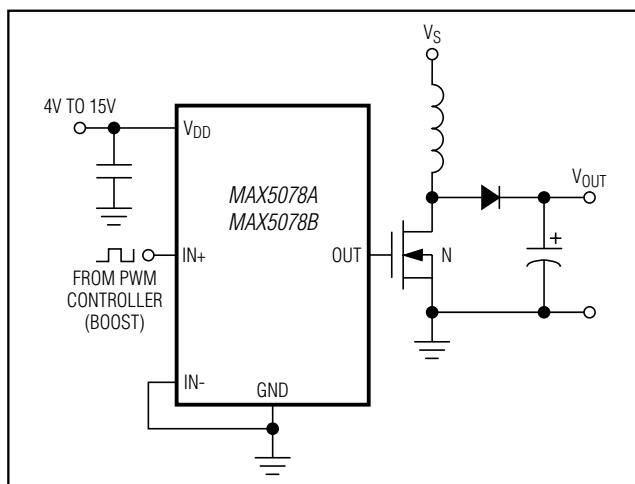 V_S
4V TO 15V
V_DD
MAX5078A
MAX5078B
V_OUT
IN+
OUT
N
+
FROM PWM
CONTROLLER
(BOOST)
IN-
GND